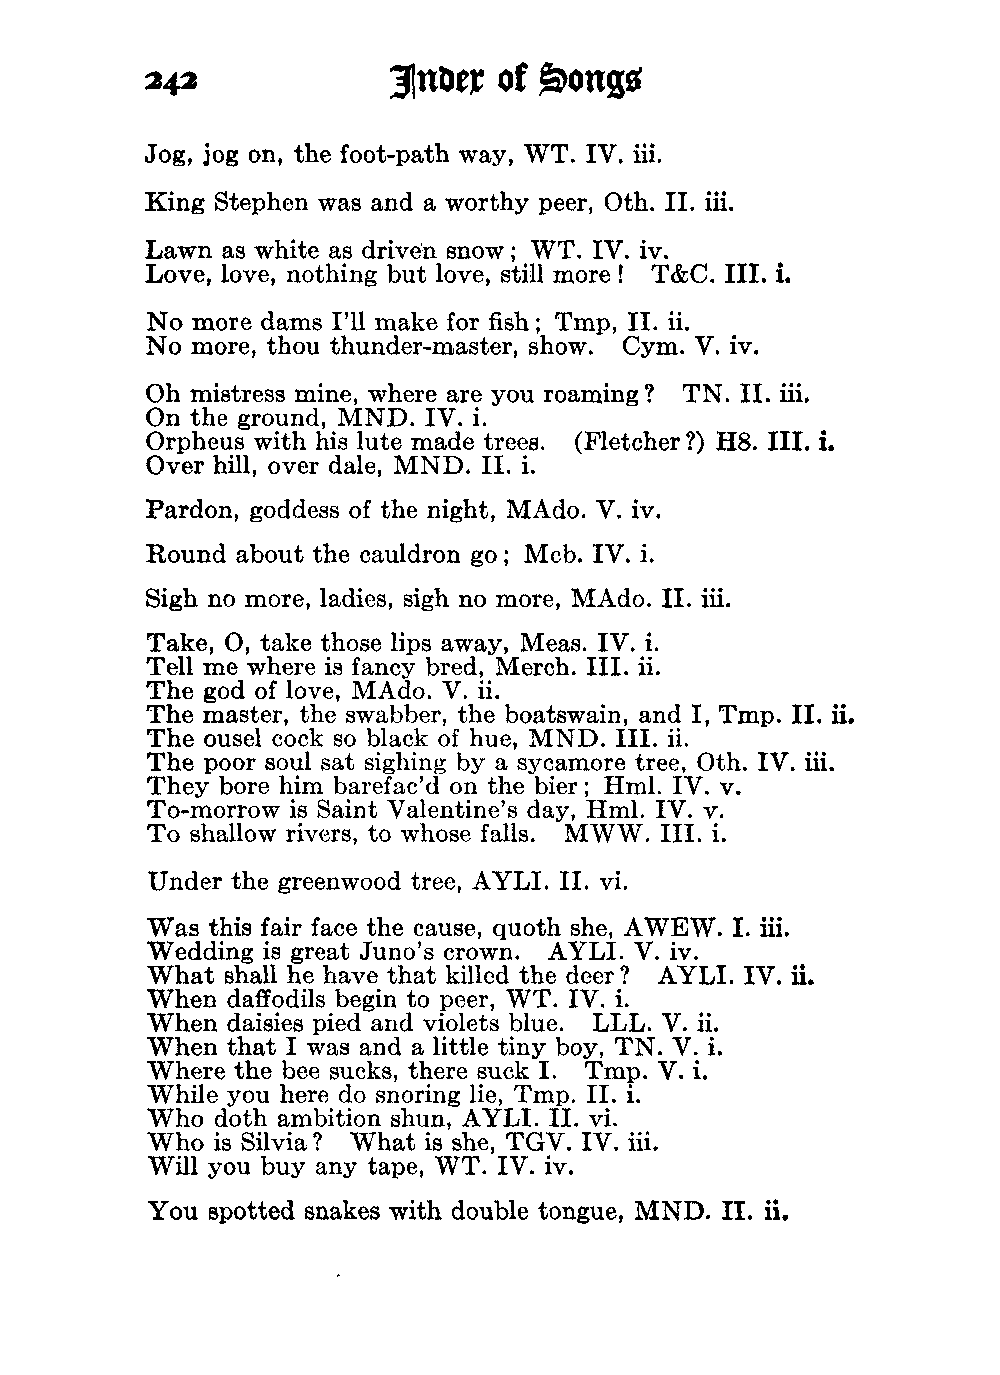 242 Index of Songs
Jog, jog on, the foot-path way, WT. IV. iii.
King Stephen was and a worthy peer, Oth. II. iii.
Lawn as white as driven snow; WT. IV. iv.
Love, love, nothing but love, still more! T&C. III. i.
No more dams I'll make for fish; Tmp, II. ii.
No more, thou thunder-master, show. Cym. V. iv.
Oh mistress mine, where are you roaming? TN. II. iii.
On the ground, MND. IV. i.
Orpheus with his lute made trees. (Fletcher?) H8. III. i.
Over hill, over dale, MND. II. i.
Pardon, goddess of the night, MAdo. V. iv.
Round about the cauldron go; Mcb. IV. i.
Sigh no more, ladies, sigh no more, MAdo. II. iii.
Take, O, take those lips away, Meas. IV. i.
Tell me where is fancy bred, Merch. III. ii.
The god of love, MAdo. V. ii.
The master, the swabber, the boatswain, and I, Tmp. II. ii.
The ousel cock so black of hue, MND. III. ii.
The poor soul sat sighing by a sycamore tree, Oth. IV. iii.
They bore him barefac'd on the bier; Hml. IV. v.
To-morrow is Saint Valentine's day, Hml. IV. v.
To shallow rivers, to whose falls. MWW. III. i.
Under the greenwood tree, AYLI. II. vi.
Was this fair face the cause, quoth she, AWEW. I. iii.
Wedding is great Juno's crown. AYLI. V. iv.
What shall he have that killed the deer? AYLI. IV. ii.
When daffodils begin to peer, WT. IV. i.
When daisies pied and violets blue. LLL. V. ii.
When that I was and a little tiny boy, TN. V. i.
Where the bee sucks, there suck I. Tmp. V. i.
While you here do snoring lie, Tmp. II. i.
Who doth ambition shun, AYLI. II. vi.
Who is Silvia? What is she, TGV. IV. iii.
Will you buy any tape, WT. IV. iv.
You spotted snakes with double tongue, MND. II. ii.